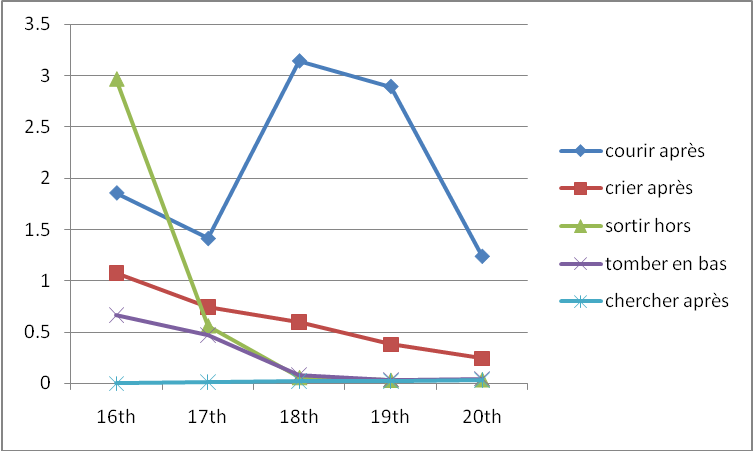 3.5
3
2.5
2
1.5
1
0.5
0
16th 17th 18th 19th 20th
courir après
crier après
sortir hors
tomber en bas
chercher après